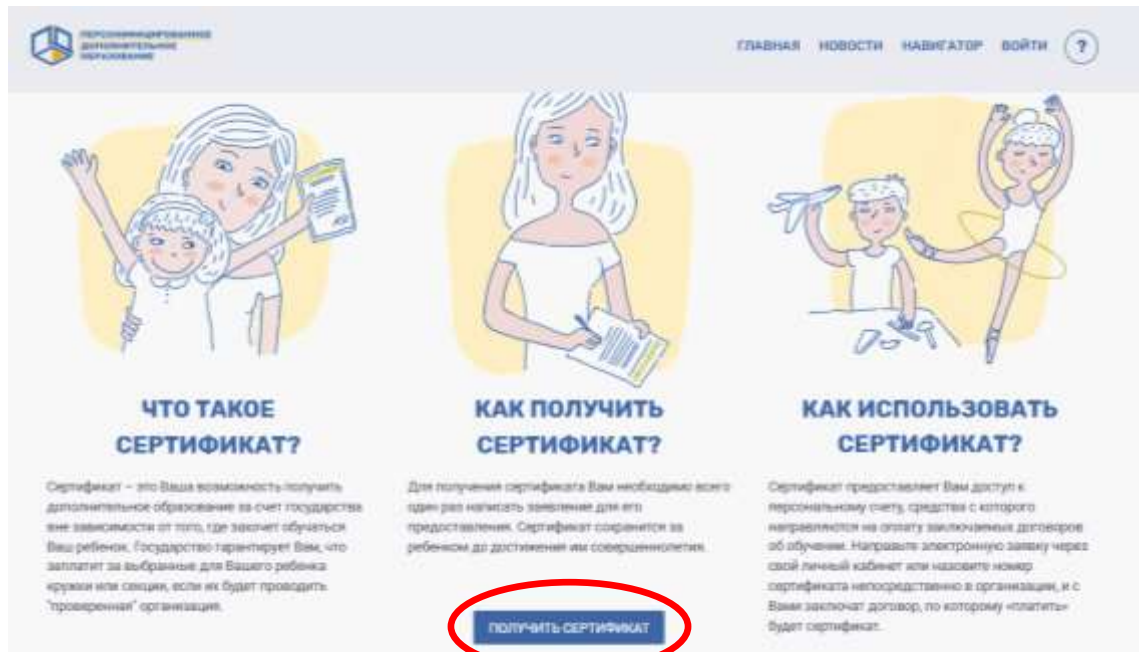 ПЕРСОНИФИЦИРОВАННОЕ
ДОПОЛНИТЕЛЬНОЕ
ОБРАЗОВАНИЕ
ГЛАВНАЯ НОВОСТИ НАВИГАТОР ВОЙТИ ?
ЧТО ТАКОЕ
СЕРТИФИКАТ?
Сертификат – это Ваша возможность получить
дополнительное образование за счет государства
вне зависимости от того, где захочет обучаться
Ваш ребенок. Государство гарантирует Вам, что
заплатит за выбранные для Вашего ребенка
кружки или секции, если их будет проводить
"проверенная" организация.
КАК ПОЛУЧИТЬ
СЕРТИФИКАТ?
Для получения сертификата Вам необходимо всего
один раз написать заявление для его
предоставления. Сертификат сохранится за
ребенком до достижения им совершеннолетия.
ПОЛУЧИТЬ СЕРТИФИКАТ
КАК ИСПОЛЬЗОВАТЬ
СЕРТИФИКАТ?
Сертификат предоставляет Вам доступ к
персональному счету, средства с которого
направляются на оплату заключаемых договоров
об обучении. Направьте электронную заявку через
свой личный кабинет или назовите номер
сертификата непосредственно в организации, и с
Вами заключат договор, по которому «платить»
будет сертификат.